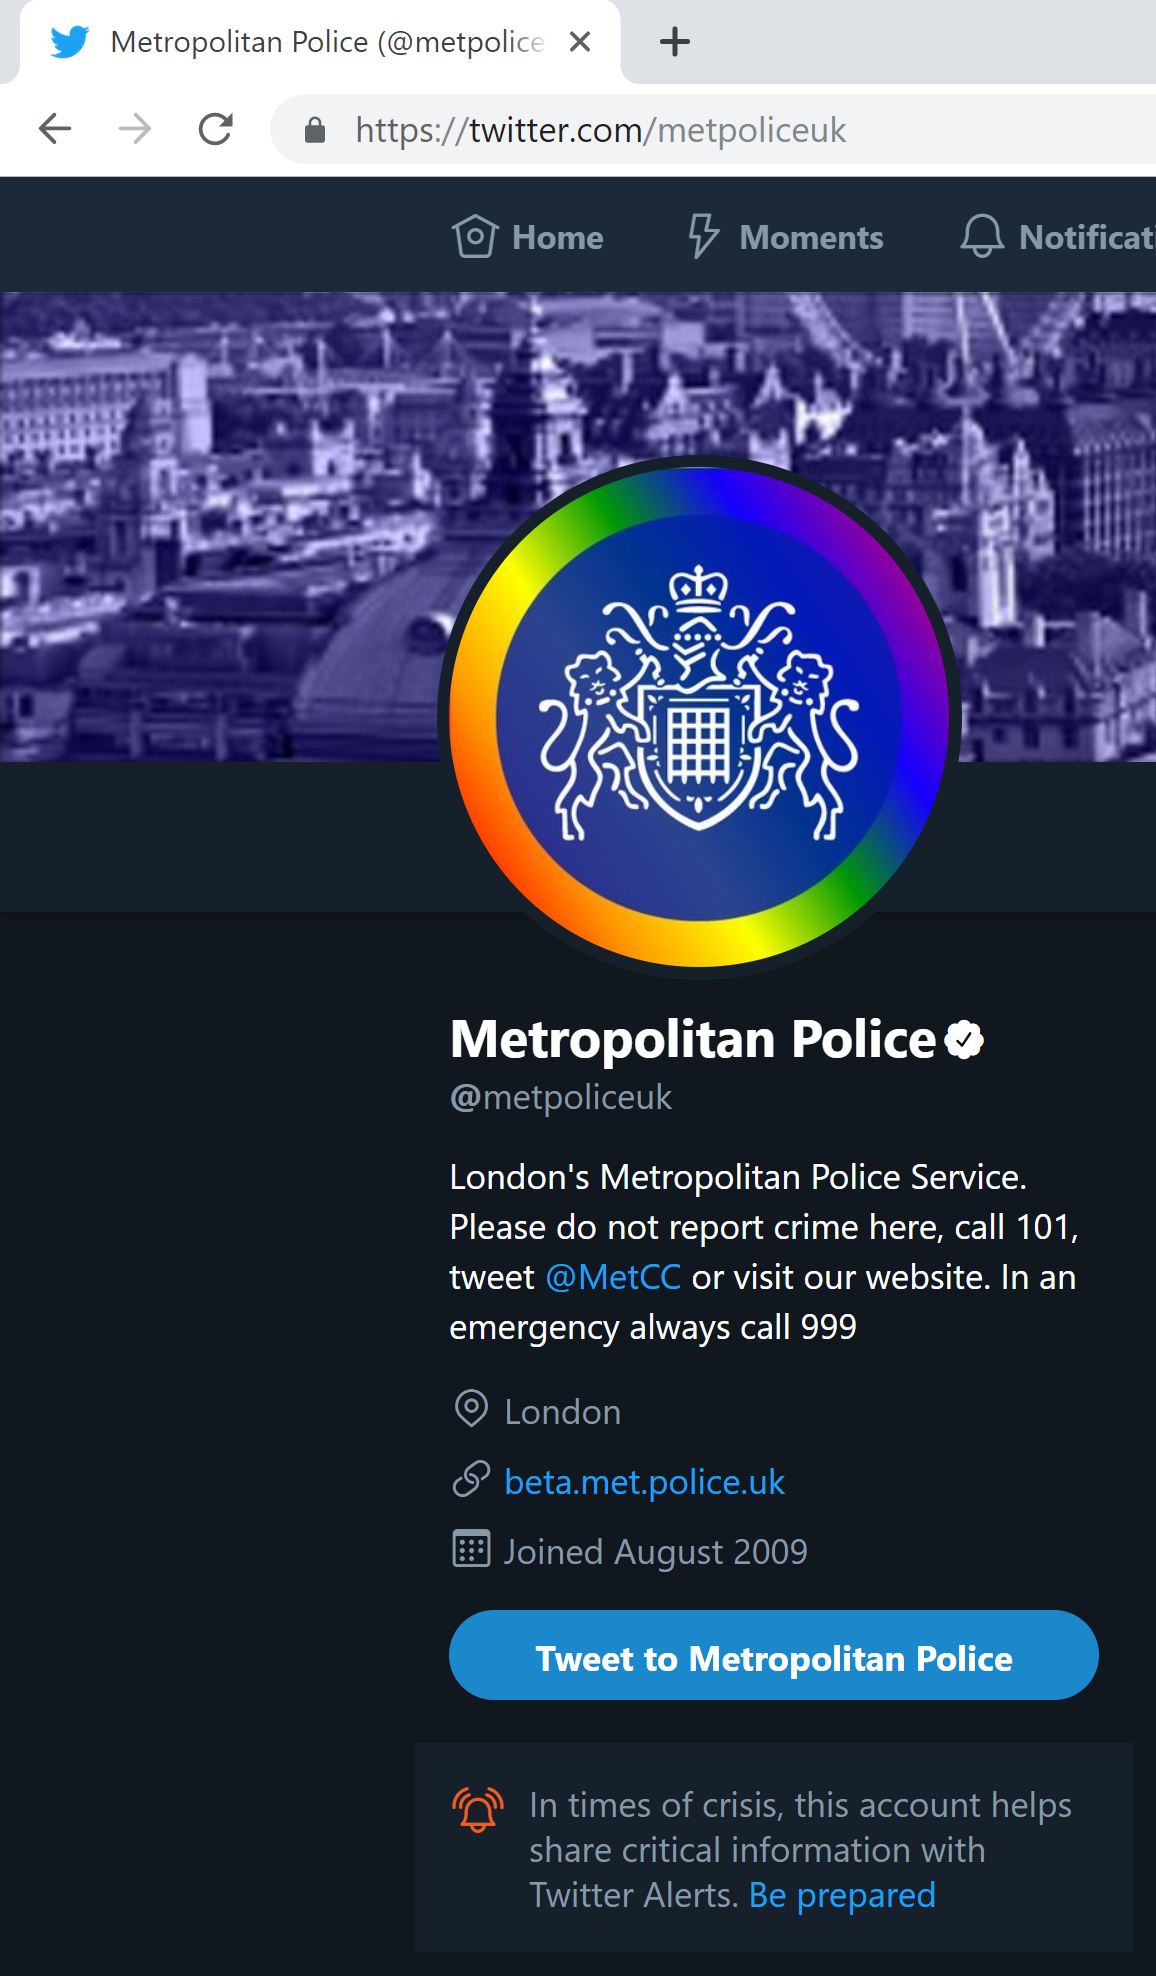 Metropolitan Police (@metpolice
https://twitter.com/metpoliceuk
Home Moments Notificati
Metropolitan Police
@metpoliceuk
London's Metropolitan Police Service.
Please do not report crime here, call 101,
tweet @MetCC or visit our website. In an
emergency always call 999
London
beta.met.police.uk
Joined August 2009
Tweet to Metropolitan Police
In times of crisis, this account helps
share critical information with
Twitter Alerts. Be prepared